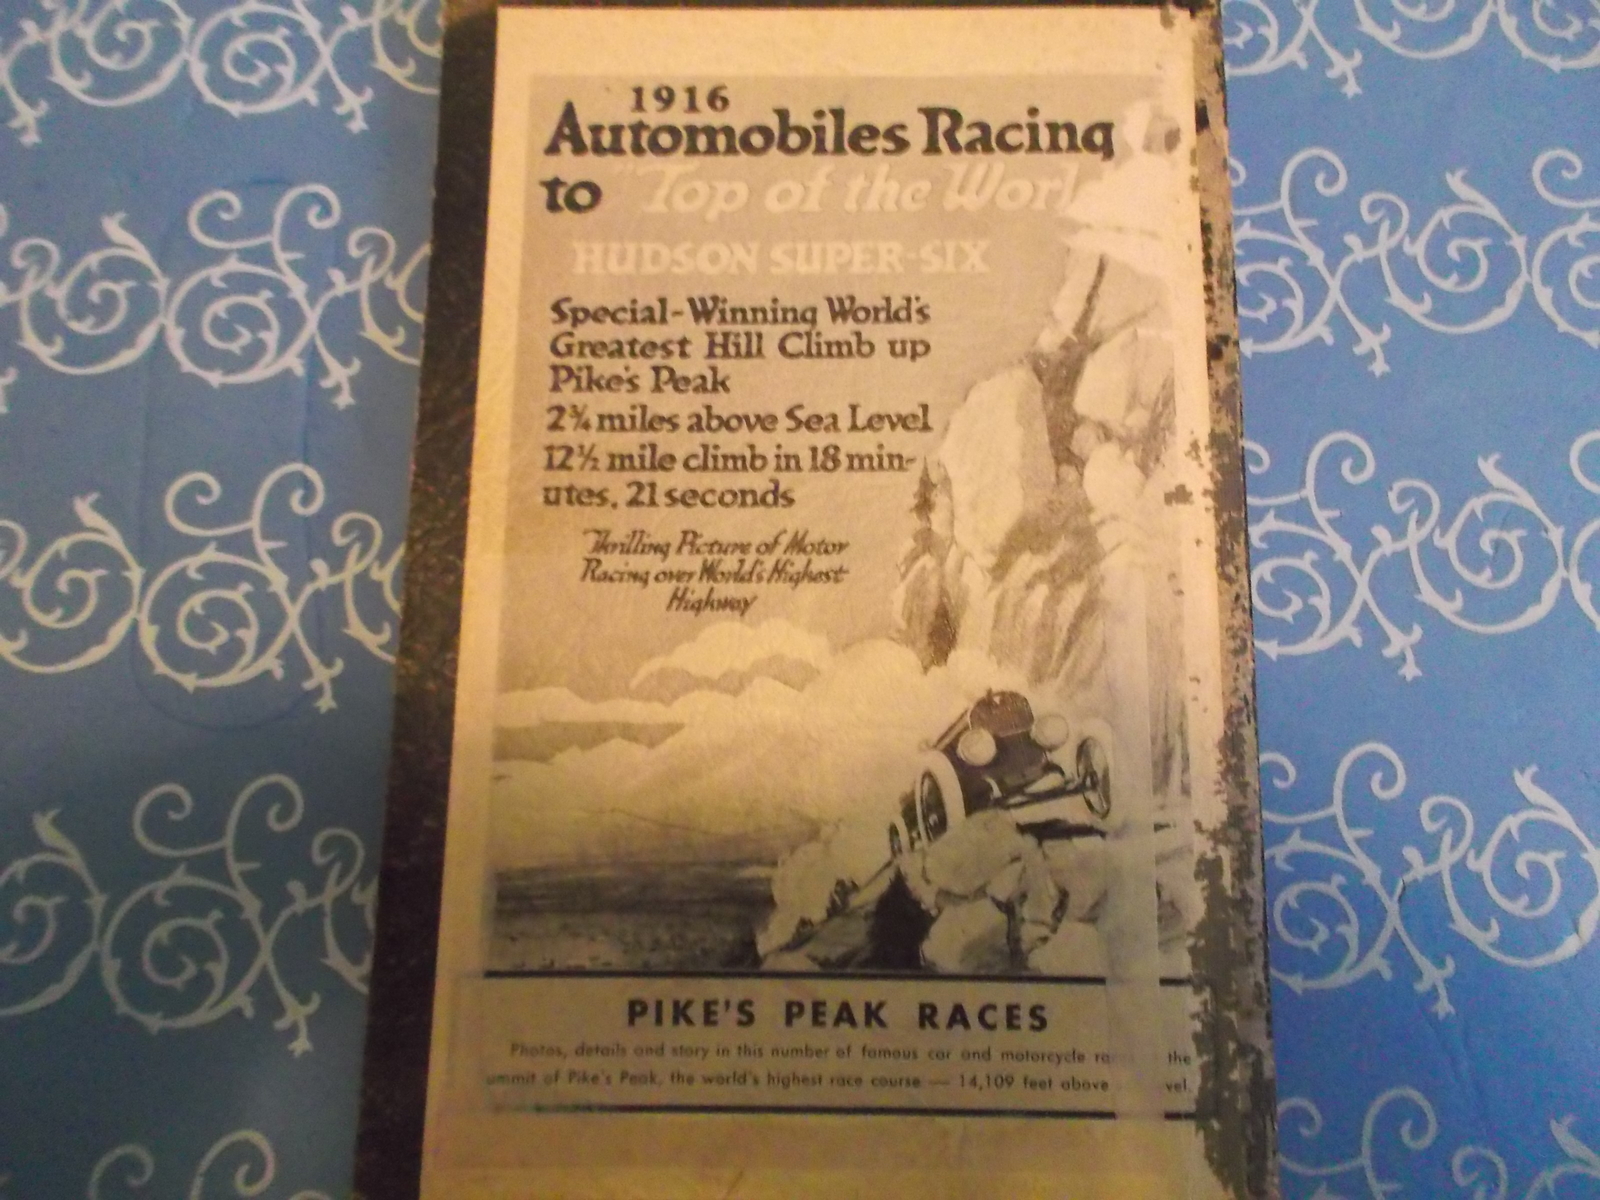 1916
Automobiles Racing
to "Top of the Worl
HUDSON SUPER-SIX
Special-Winning World's
Greatest Hill Climb up
Pike's Peak
2¾ miles above Sea Level
12½ mile climb in 18 min-
utes, 21 seconds
Thrilling Picture of Motor
Racing over World's Highest
Highway
PIKE'S PEAK RACES
Photos, details and story in this number of famous car and motorcycle ra the
ummit of Pike's Peak, the world's highest race course — 14,109 feet above vel.